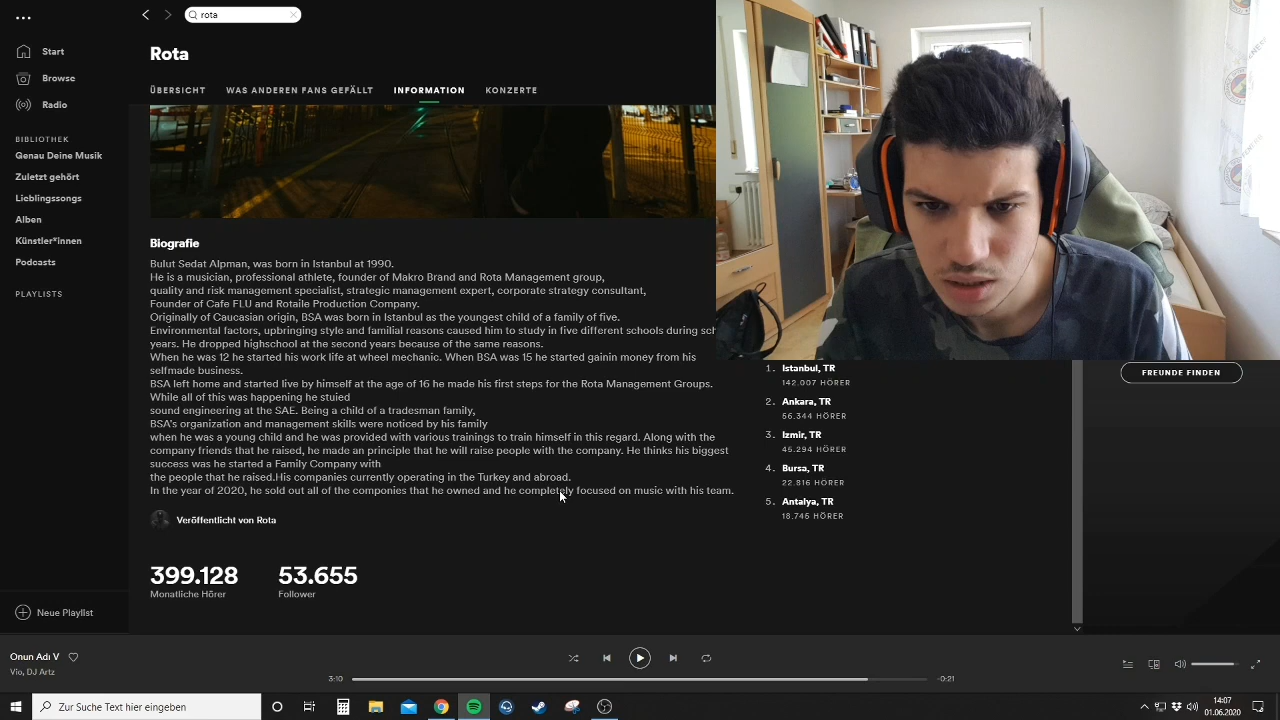 rota
Rota
Start
Browse
Radio
BIBLIOTHEK
Genau Deine Musik
Zuletzt gehört
Lieblingssongs
Alben
Künstler*innen
Podcasts
PLAYLISTS
Neue Playlist
ÜBERSICHT
WAS ANDEREN FANS GEFÄLLT
INFORMATION
KONZERTE
Biografie
Bulut Sedat Alpman, was born in Istanbul at 1990.
He is a musician, professional athlete, founder of Makro Brand and Rota Management group,
quality and risk management specialist, strategic management expert, corporate strategy consultant,
Founder of Cafe FLU and Rotaile Production Company.
Originally of Caucasian origin, BSA was born in Istanbul as the youngest child of a family of five.
Environmental factors, upbringing style and familial reasons caused him to study in five different schools during
years. He dropped highschool at the second years because of the same reasons.
When he was 12 he started his work life at wheel mechanic. When BSA was 15 he started gainin money from his
selfmade business.
BSA left home and started live by himself at the age of 16 he made his first steps for the Rota Management Groups.
While all of this was happening he stuied
sound engineering at the SAE. Being a child of a tradesman family,
BSA's organization and management skills were noticed by his family
when he was a young child and he was provided with various trainings to train himself in this regard. Along with the
company friends that he raised, he made an principle that he will raise people with the company. He thinks his biggest
success was he started a Family Company with
the people that he raised.His companies currently operating in the Turkey and abroad.
In the year of 2020, he sold out all of the componies that he owned and he completely focused on music with his team.
Veröffentlicht von Rota
399.128
Monatliche Hörer
53.655
Follower
1. Istanbul, TR
142.007 HÖRER
2. Ankara, TR
56.344 HÖRER
3. Izmir, TR
45.294 HÖRER
4. Bursa, TR
22.816 HÖRER
5. Antalya, TR
18.745 HÖRER
FREUNDE FINDEN
Onun Adı V
Vio, DJ Artz
3:10
-0:21
Zur Suche Text hier eingeben
14:07
01.06.2020